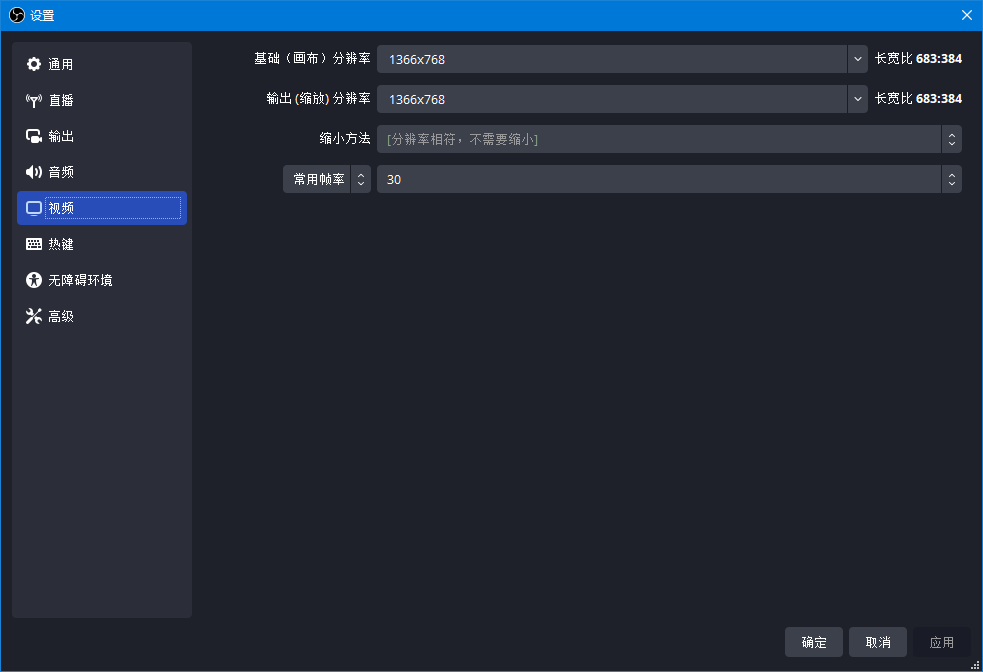 设置
通用
直播
输出
音频
视频
热键
无障碍环境
高级
基础（画布）分辨率 1366x768 长宽比 683:384
输出 (缩放) 分辨率 1366x768 长宽比 683:384
缩小方法 [分辨率相符，不需要缩小]
常用帧率 30
确定 取消 应用